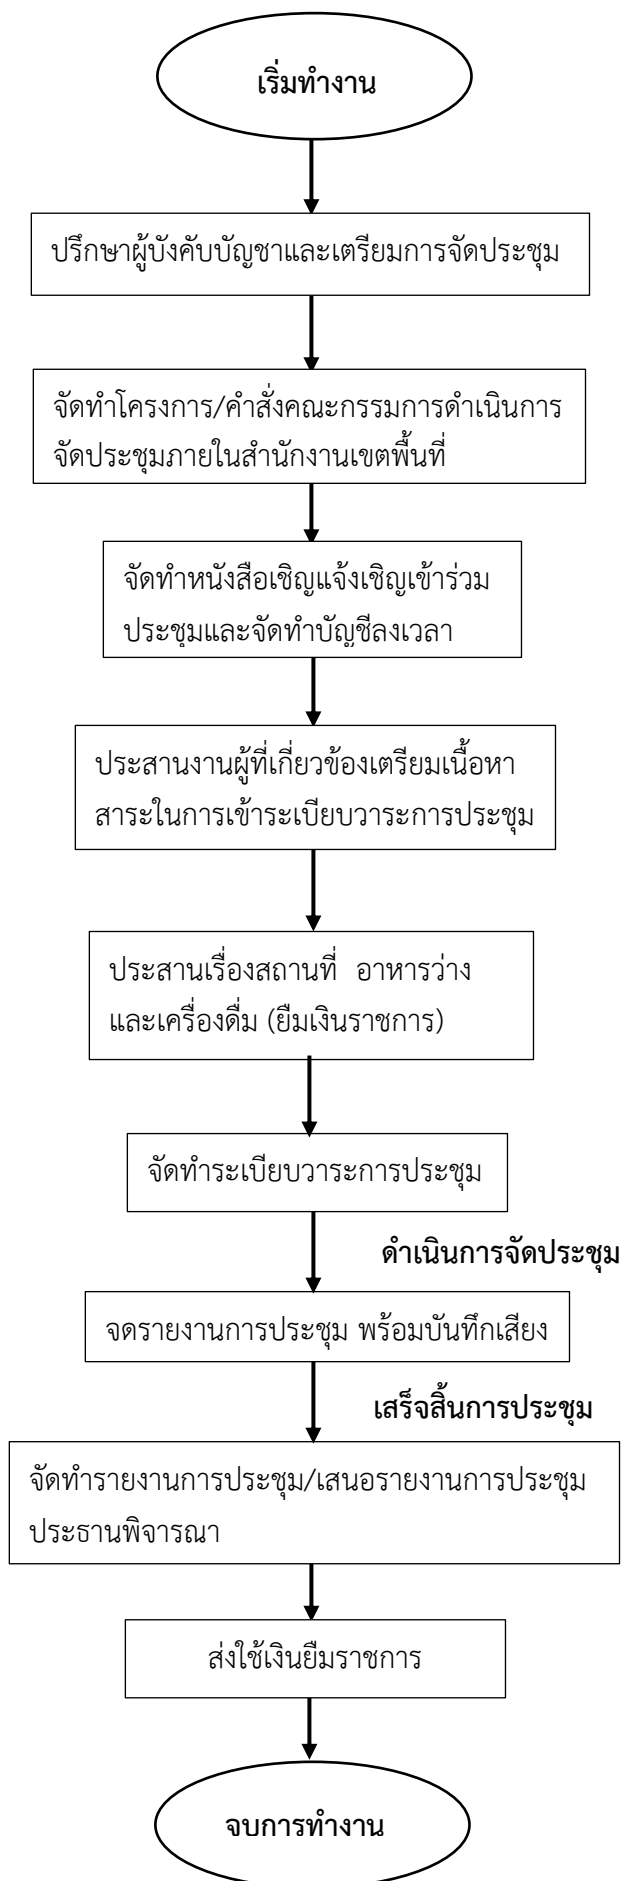 เริ่มทำงาน
ปรึกษาผู้บังคับบัญชาและเตรียมการจัดประชุม
จัดทำโครงการ/คำสั่งคณะกรรมการดำเนินการ
จัดประชุมภายในสำนักงานเขตพื้นที่
จัดทำหนังสือเชิญแจ้งเชิญเข้าร่วม
ประชุมและจัดทำบัญชีลงเวลา
ประสานงานผู้ที่เกี่ยวข้องเตรียมเนื้อหา
สาระในการเข้าระเบียบวาระการประชุม
ประสานเรื่องสถานที่ อาหารว่าง
และเครื่องดื่ม (ยืมเงินราชการ)
จัดทำระเบียบวาระการประชุม
ดำเนินการจัดประชุม
จดรายงานการประชุม พร้อมบันทึกเสียง
เสร็จสิ้นการประชุม
จัดทำรายงานการประชุม/เสนอรายงานการประชุม
ประธานพิจารณา
ส่งใช้เงินยืมราชการ
จบการทำงาน